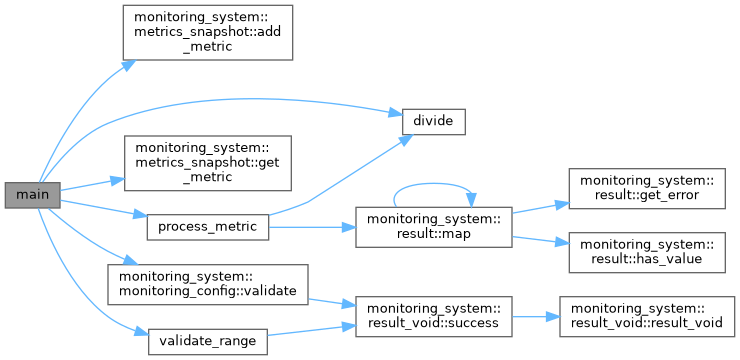 main
monitoring_system::
metrics_snapshot::add
_metric
divide
monitoring_system::
metrics_snapshot::get
_metric
process_metric
monitoring_system::
result::map
monitoring_system::
result::get_error
monitoring_system::
result::has_value
monitoring_system::
monitoring_config::validate
monitoring_system::
result_void::success
monitoring_system::
result_void::result_void
validate_range